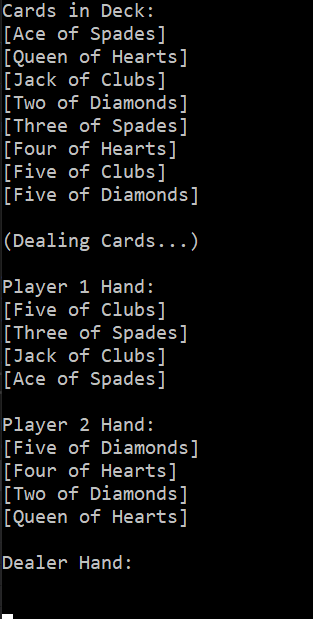 Cards in Deck:
[Ace of Spades]
[Queen of Hearts]
[Jack of Clubs]
[Two of Diamonds]
[Three of Spades]
[Four of Hearts]
[Five of Clubs]
[Five of Diamonds]
(Dealing Cards...)
Player 1 Hand:
[Five of Clubs]
[Three of Spades]
[Jack of Clubs]
[Ace of Spades]
Player 2 Hand:
[Five of Diamonds]
[Four of Hearts]
[Two of Diamonds]
[Queen of Hearts]
Dealer Hand: